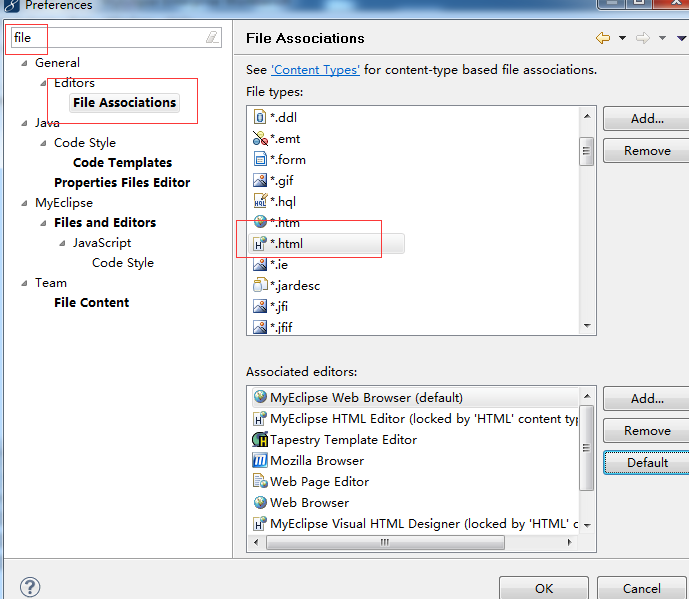 Preferences
file
General
Editors
File Associations
Java
Code Style
Code Templates
Properties Files Editor
MyEclipse
Files and Editors
JavaScript
Code Style
Team
File Content
File Associations
See 'Content Types' for content-type based file associations.
File types:
*.ddl
*.emt
*.form
*.gif
*.hql
*.htm
*.html
*.ie
*.jardesc
*.jfi
*.jfif
Add...
Remove
Associated editors:
MyEclipse Web Browser (default)
MyEclipse HTML Editor (locked by 'HTML' content typ
Tapestry Template Editor
Mozilla Browser
Web Page Editor
Web Browser
MyEclipse Visual HTML Designer (locked by 'HTML' c
Add...
Remove
Default
OK
Cancel